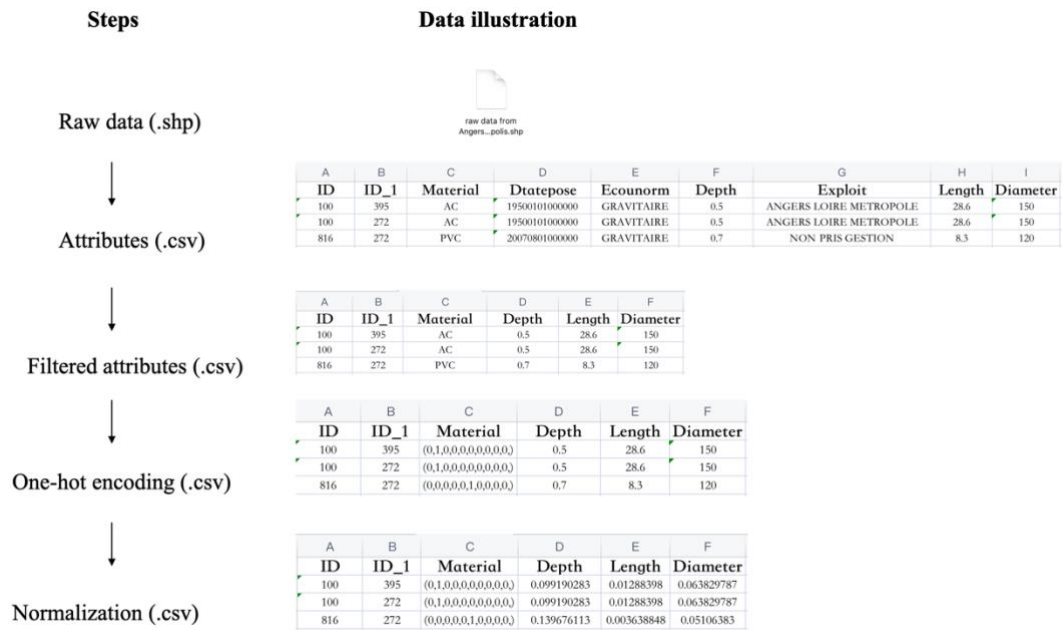 Steps Data illustration
Raw data (.shp)
raw data from
Angers...polis.shp
A B C D E F G H I
ID ID_1 Material Dtatepose Ecounorm Depth Exploit Length Diameter
100 395 AC 19500101000000 GRAVITAIRE 0.5 ANGERS LOIRE METROPOLE 28.6 150
100 272 AC 19500101000000 GRAVITAIRE 0.5 ANGERS LOIRE METROPOLE 28.6 150
816 272 PVC 20070801000000 GRAVITAIRE 0.7 NON PRIS GESTION 8.3 120
Attributes (.csv)
A B C D E F
ID ID_1 Material Depth Length Diameter
100 395 AC 0.5 28.6 150
100 272 AC 0.5 28.6 150
816 272 PVC 0.7 8.3 120
Filtered attributes (.csv)
A B C D E F
ID ID_1 Material Depth Length Diameter
100 395 (0,1,0,0,0,0,0,0,0,) 0.5 28.6 150
100 272 (0,1,0,0,0,0,0,0,0,) 0.5 28.6 150
816 272 (0,0,0,0,0,1,0,0,0,0,) 0.7 8.3 120
One-hot encoding (.csv)
A B C D E F
ID ID_1 Material Depth Length Diameter
100 395 (0,1,0,0,0,0,0,0,0,) 0.099190283 0.01288398 0.063829787
100 272 (0,1,0,0,0,0,0,0,0,) 0.099190283 0.01288398 0.063829787
816 272 (0,0,0,0,0,1,0,0,0,0,) 0.139676113 0.003638848 0.05106383
Normalization (.csv)